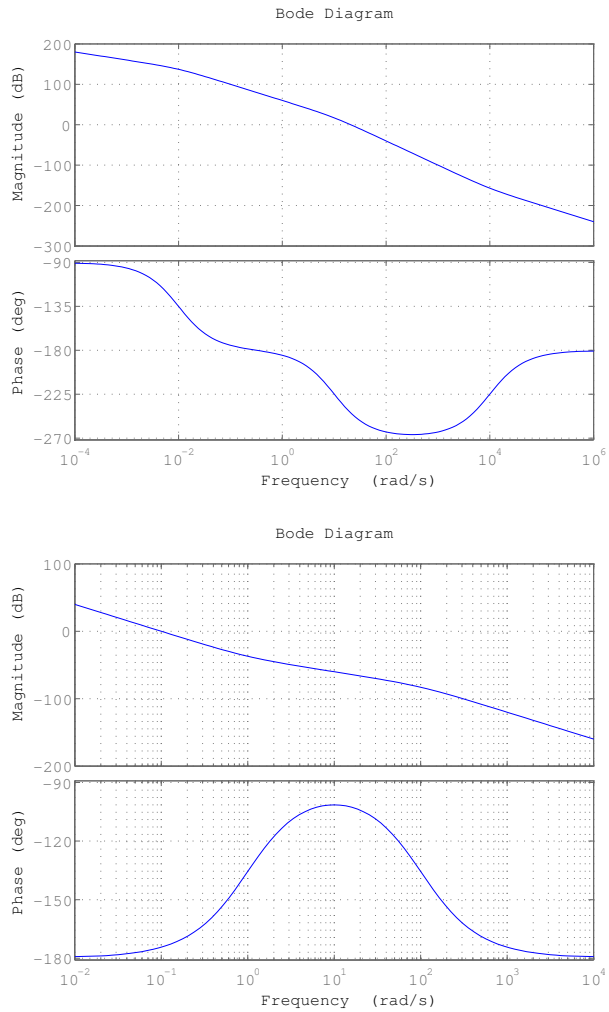 Bode Diagram
Magnitude (dB)
200
100
0
−100
−200
−300
Phase (deg)
−90
−135
−180
−225
−270
10^−4 10^−2 10^0 10^2 10^4 10^6
Frequency (rad/s)
Bode Diagram
Magnitude (dB)
100
0
−100
−200
Phase (deg)
−90
−120
−150
−180
10^−2 10^−1 10^0 10^1 10^2 10^3 10^4
Frequency (rad/s)